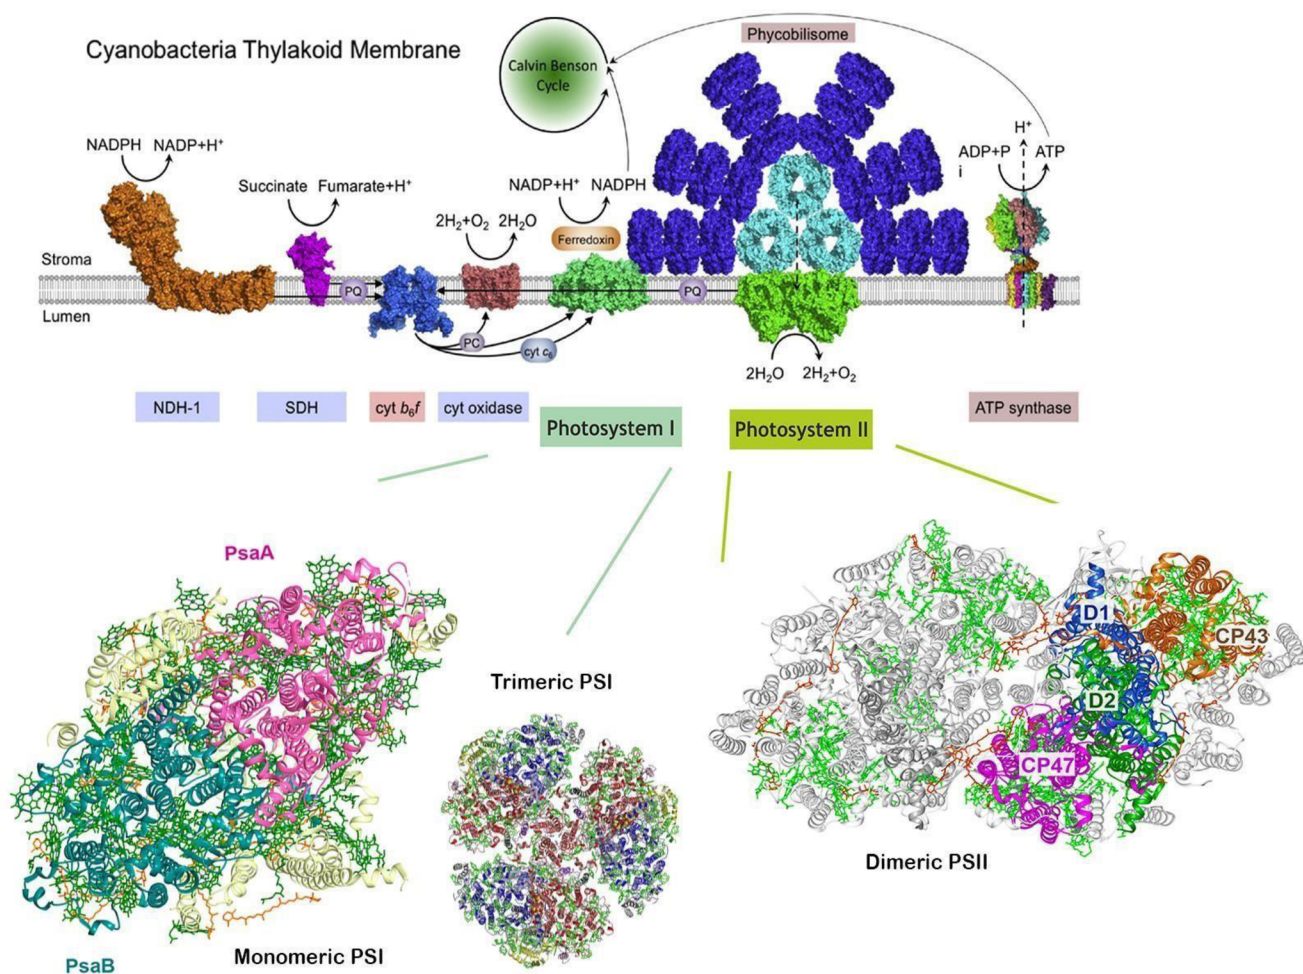 Cyanobacteria Thylakoid Membrane
Calvin Benson
Cycle
Phycobilisome
NADPH NADP+H⁺
Succinate Fumarate+H⁺
2H₂+O₂ 2H₂O
NADP+H⁺ NADPH
Ferredoxin
H⁺
ADP+P ATP
i
Stroma
Lumen
PQ
PQ
PC
cyt c₆
2H₂O 2H₂+O₂
NDH-1
SDH
cyt b₆f
cyt oxidase
Photosystem I
Photosystem II
ATP synthase
PsaA
PsaB
Monomeric PSI
Trimeric PSI
D1
CP43
D2
CP47
Dimeric PSII